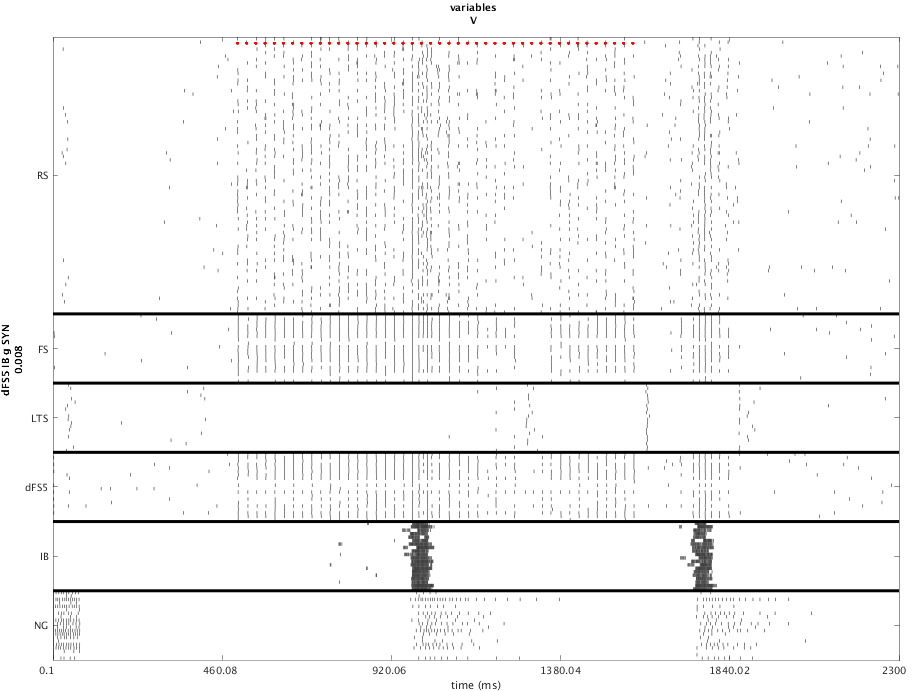 variables
V
RS
FS
LTS
dFS5
IB
NG
dFS5 IB g SYN
0.008
0.1 460.08 920.06 1380.04 1840.02 2300
time (ms)